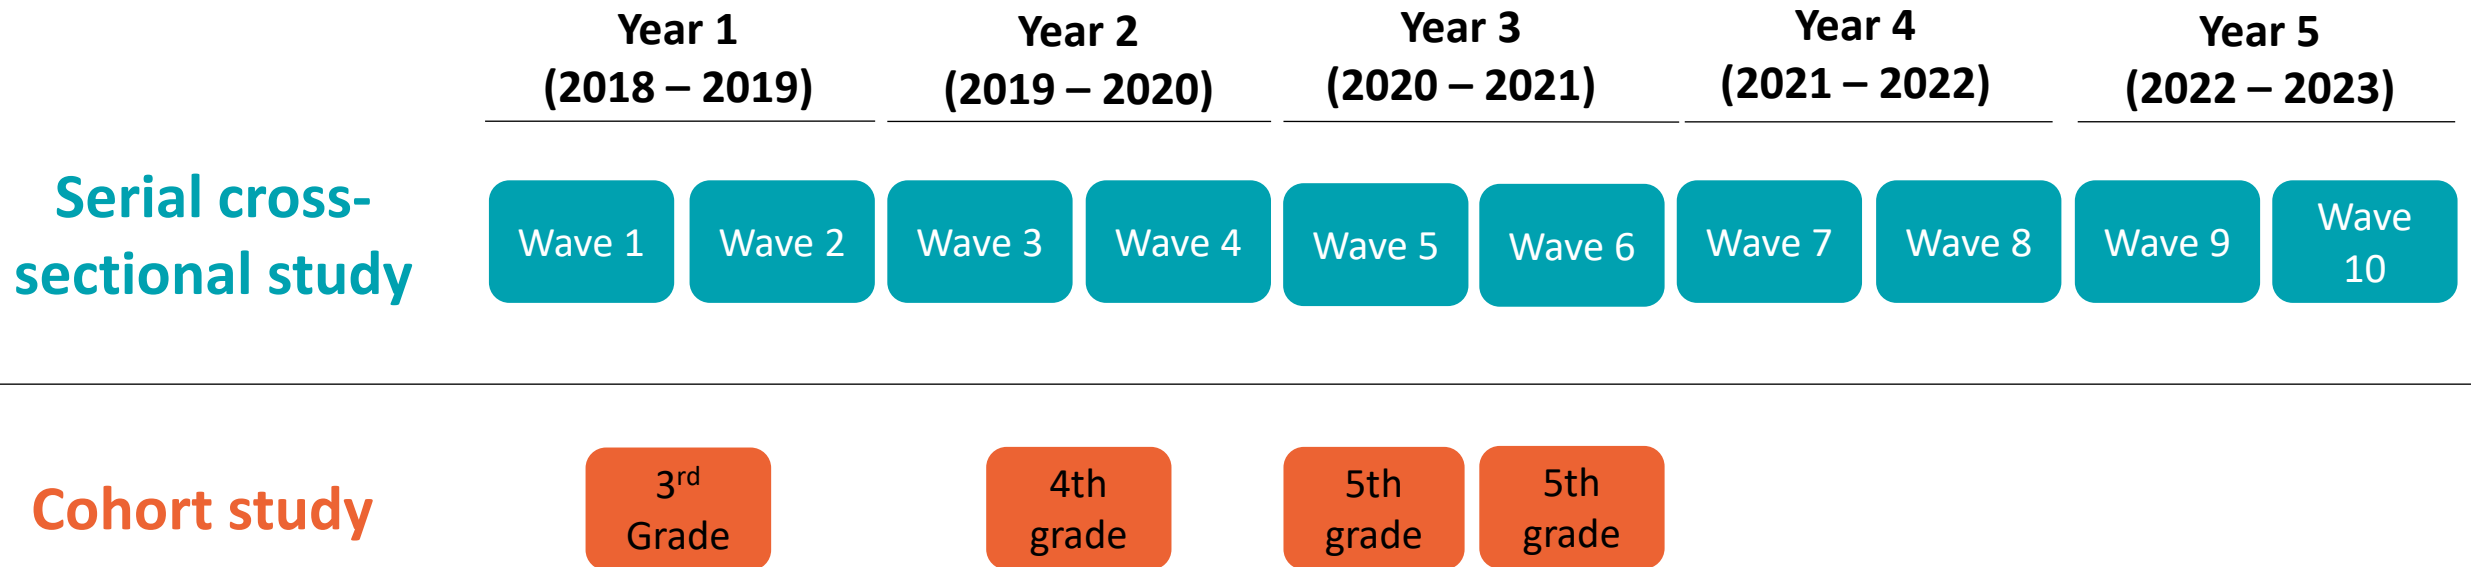 Year 1
(2018 – 2019)
Year 2
(2019 – 2020)
Year 3
(2020 – 2021)
Year 4
(2021 – 2022)
Year 5
(2022 – 2023)
Serial cross-
sectional study
Wave 1
Wave 2
Wave 3
Wave 4
Wave 5
Wave 6
Wave 7
Wave 8
Wave 9
Wave
10
Cohort study
3rd
Grade
4th
grade
5th
grade
5th
grade